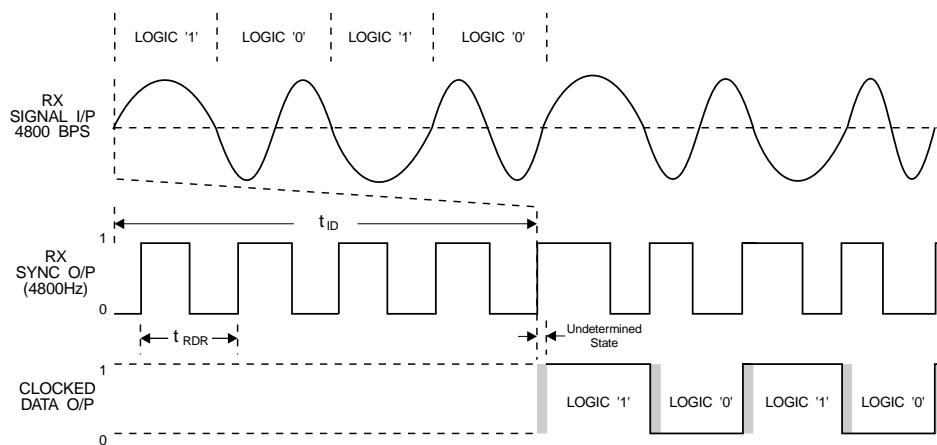 LOGIC '1' LOGIC '0' LOGIC '1' LOGIC '0'
RX
SIGNAL I/P
4800 BPS
t ID
1
RX
SYNC O/P
(4800Hz)
0
t RDR
Undetermined
State
1
CLOCKED
DATA O/P
LOGIC '1' LOGIC '0' LOGIC '1' LOGIC '0'
0